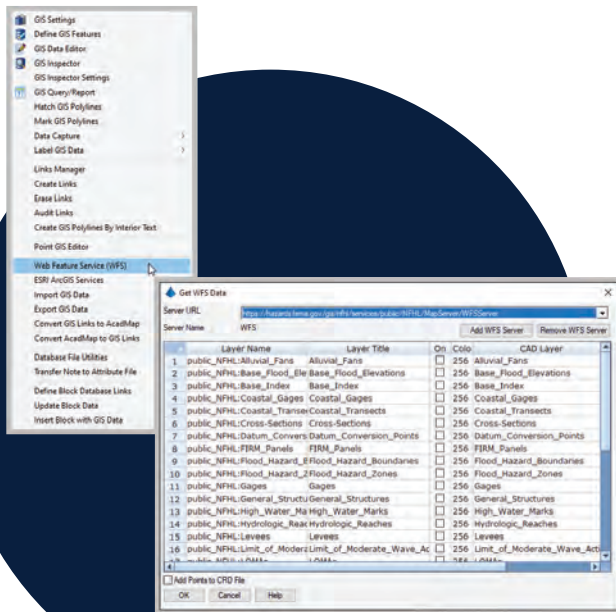 GIS Settings
Define GIS Features
GIS Data Editor
GIS Inspector
GIS Inspector Settings
GIS Query/Report
Hatch GIS Polylines
Mark GIS Polylines
Data Capture
Label GIS Data
Links Manager
Create Links
Erase Links
Audit Links
Create GIS Polylines By Interior Text
Point GIS Editor
Web Feature Service (WFS)
ESRI ArcGIS Services
Import GIS Data
Export GIS Data
Convert GIS Links to AcadMap
Convert AcadMap to GIS Links
Database File Utilities
Transfer Note to Attribute File
Define Block Database Links
Update Block Data
Insert Block with GIS Data
Get WFS Data
Server URL https://hazards.fema.gov/gis/nfhl/services/public/NFHL/MapServer/WFSServer
Server Name WFS Add WFS Server Remove WFS Server
Layer Name Layer Title On Colo CAD Layer
1 public_NFHL:Alluvial_Fans Alluvial_Fans 256 Alluvial_Fans
2 public_NFHL:Base_Flood_Ele Base_Flood_Elevations 256 Base_Flood_Elevations
3 public_NFHL:Base_Index Base_Index 256 Base_Index
4 public_NFHL:Coastal_Gages Coastal_Gages 256 Coastal_Gages
5 public_NFHL:Coastal_Transec Coastal_Transects 256 Coastal_Transects
6 public_NFHL:Cross-Sections Cross-Sections 256 Cross-Sections
7 public_NFHL:Datum_Convers Datum_Conversion_Points 256 Datum_Conversion_Points
8 public_NFHL:FIRM_Panels FIRM_Panels 256 FIRM_Panels
9 public_NFHL:Flood_Hazard_E Flood_Hazard_Boundaries 256 Flood_Hazard_Boundaries
10 public_NFHL:Flood_Hazard_Z Flood_Hazard_Zones 256 Flood_Hazard_Zones
11 public_NFHL:Gages Gages 256 Gages
12 public_NFHL:General_Structu General_Structures 256 General_Structures
13 public_NFHL:High_Water_Ma High_Water_Marks 256 High_Water_Marks
14 public_NFHL:Hydrologic_Reac Hydrologic_Reaches 256 Hydrologic_Reaches
15 public_NFHL:Levees Levees 256 Levees
16 public_NFHL:Limit_of_Modera Limit_of_Moderate_Wave_Ac 256 Limit_of_Moderate_Wave_Acti
Add Points to CRD File
OK Cancel Help